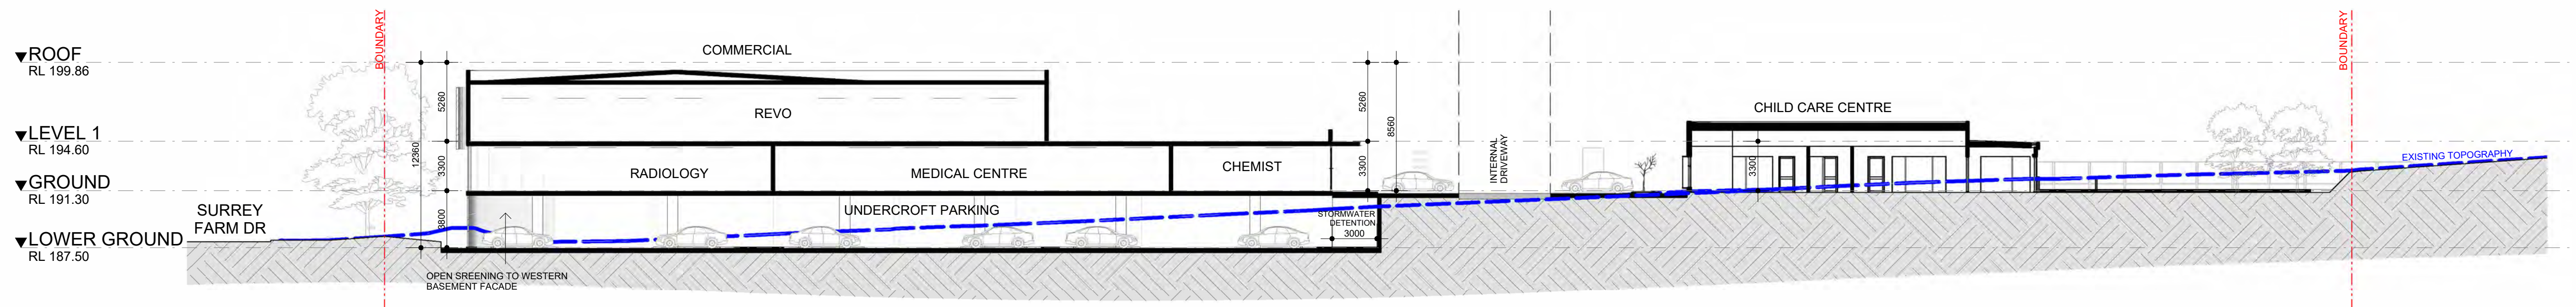 ▼ROOF
RL 199.86
▼LEVEL 1
RL 194.60
▼GROUND
RL 191.30
SURREY
FARM DR
▼LOWER GROUND
RL 187.50
BOUNDARY
12360
5260
3300
3800
COMMERCIAL
REVO
RADIOLOGY
MEDICAL CENTRE
CHEMIST
UNDERCROFT PARKING
OPEN SREENING TO WESTERN
BASEMENT FACADE
STORMWATER
DETENTION
3000
5260
3300
8560
INTERNAL
DRIVEWAY
CHILD CARE CENTRE
3300
BOUNDARY
EXISTING TOPOGRAPHY